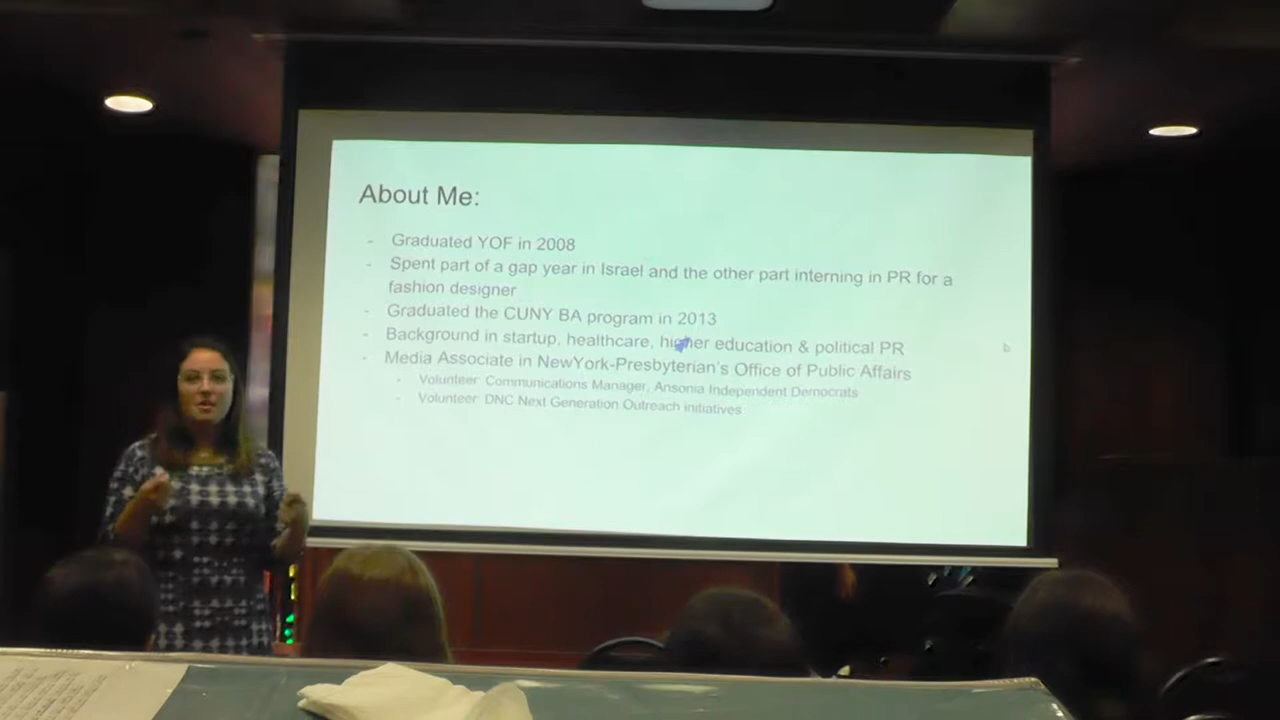 About Me:
- Graduated YOF in 2008
- Spent part of a gap year in Israel and the other part interning in PR for a
fashion designer
- Graduated the CUNY BA program in 2013
- Background in startup, healthcare, higher education & political PR
- Media Associate in NewYork-Presbyterian's Office of Public Affairs
- Volunteer Communications Manager, Ansonia Independent Democrats
- Volunteer DNC Next Generation Outreach initiatives